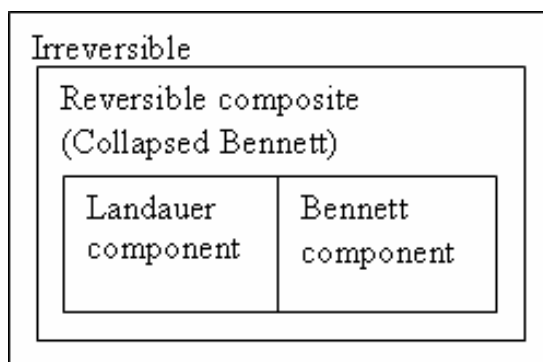 Irreversible
Reversible composite
(Collapsed Bennett)
Landauer
component
Bennett
component